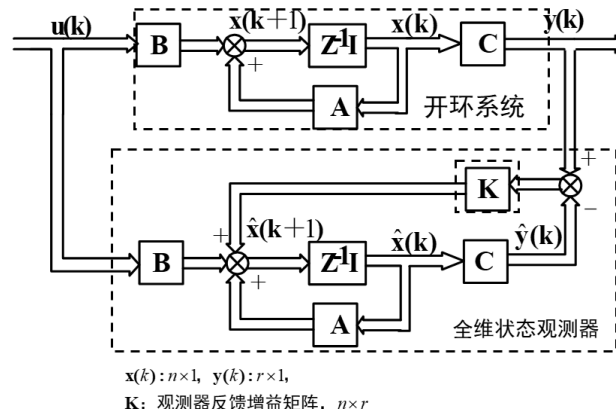 u(k)
B
x(k+1)
+
Z⁻¹I
x(k)
C
y(k)
A
开环系统
+
K
−
+
x̂(k+1)
B
+
Z⁻¹I
x̂(k)
C
ŷ(k)
A
全维状态观测器
x(k):n×1, y(k):r×1,
K：观测器反馈增益矩阵，n×r